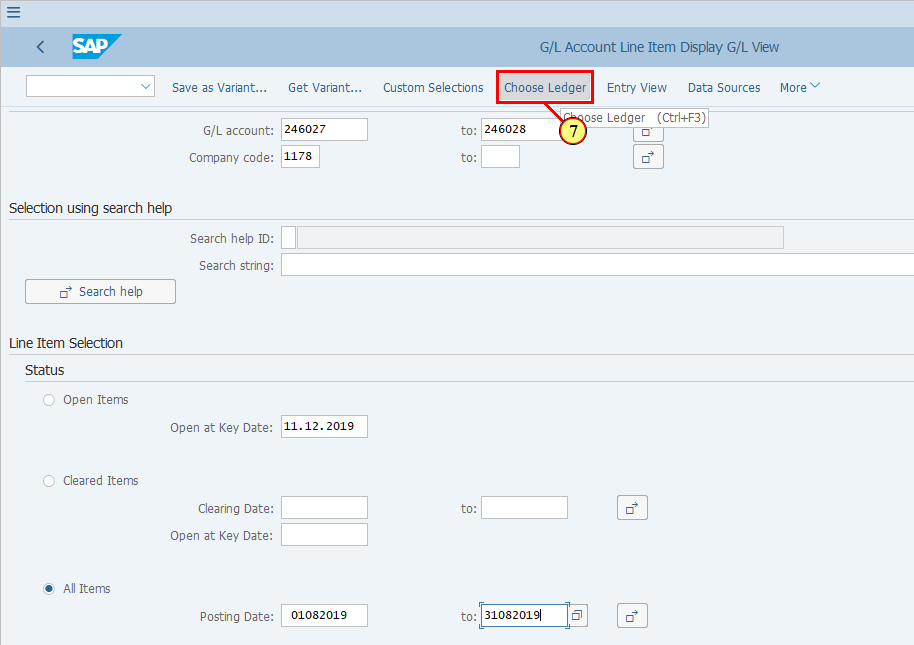 SAP
G/L Account Line Item Display G/L View
Save as Variant... Get Variant... Custom Selections Choose Ledger Entry View Data Sources More
Choose Ledger (Ctrl+F3)
7
G/L account: 246027 to: 246028
Company code: 1178 to:
Selection using search help
Search help ID:
Search string:
Search help
Line Item Selection
Status
Open Items
Open at Key Date: 11.12.2019
Cleared Items
Clearing Date: to:
Open at Key Date:
All Items
Posting Date: 01082019 to: 31082019